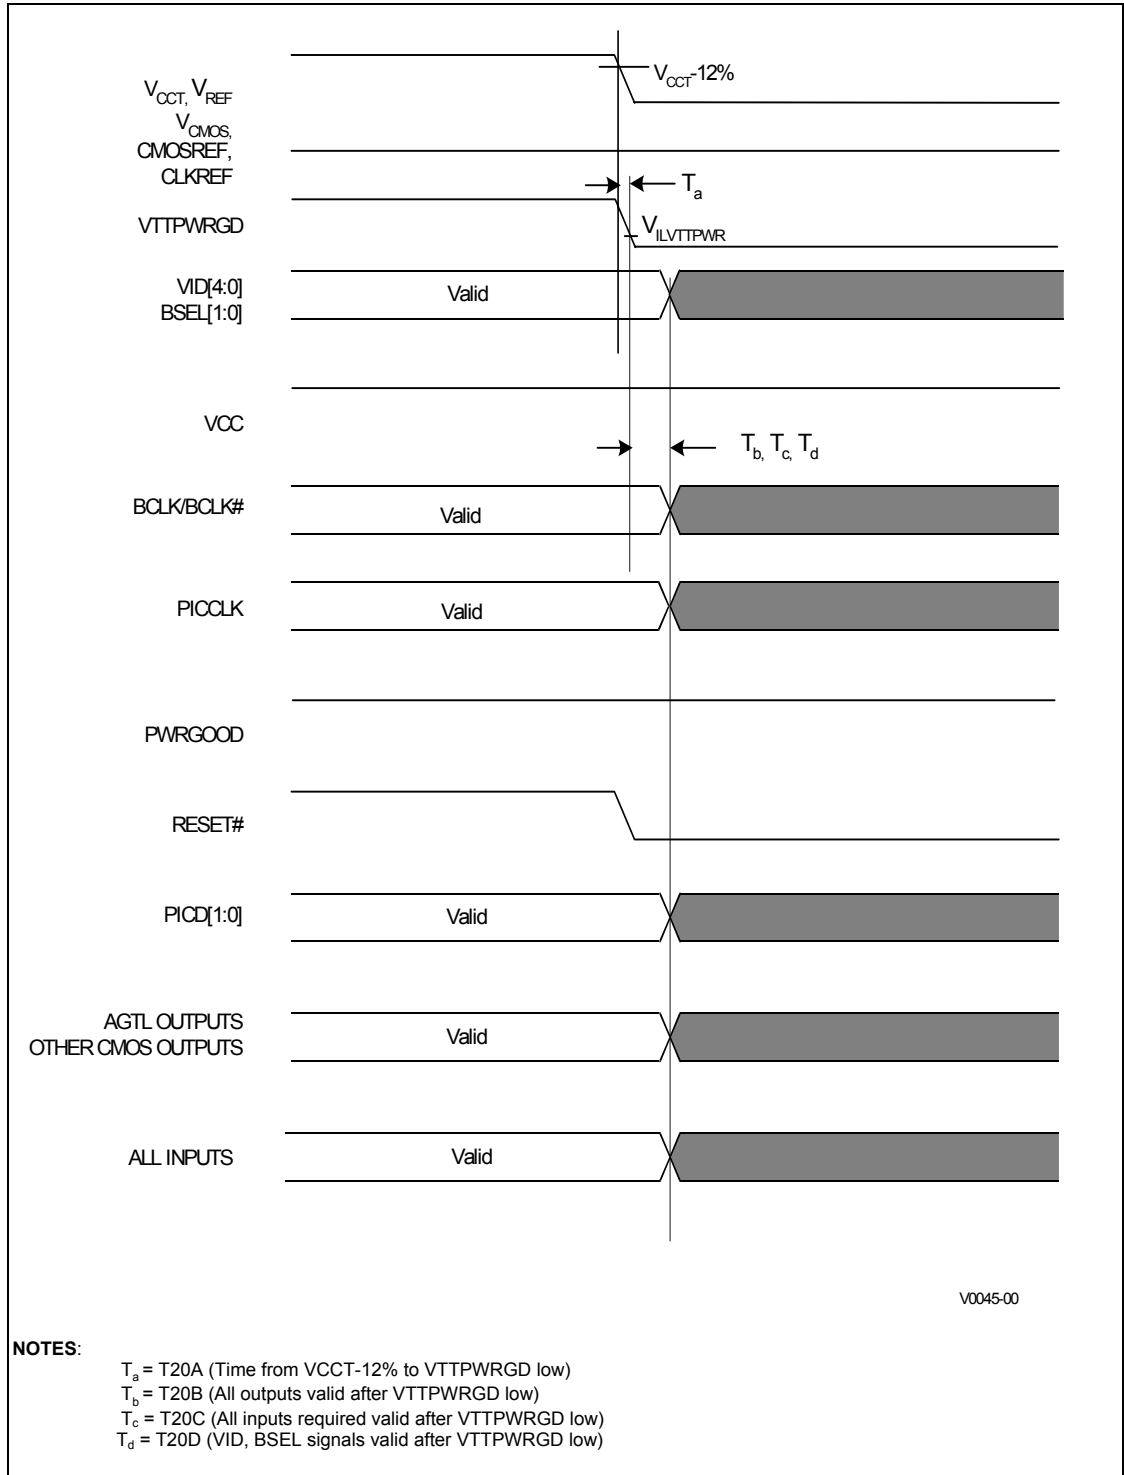 V_CCT, V_REF
V_CMOS,
CMOSREF,
CLKREF
V_CCT-12%
T_a
VTTPWRGD
V_ILVTTPWR
VID[4:0]
BSEL[1:0]
Valid
VCC
T_b, T_c, T_d
BCLK/BCLK#
Valid
PICCLK
Valid
PWRGOOD
RESET#
PICD[1:0]
Valid
AGTL OUTPUTS
OTHER CMOS OUTPUTS
Valid
ALL INPUTS
Valid
V0045-00
NOTES:
T_a = T20A (Time from VCCT-12% to VTTPWRGD low)
T_b = T20B (All outputs valid after VTTPWRGD low)
T_c = T20C (All inputs required valid after VTTPWRGD low)
T_d = T20D (VID, BSEL signals valid after VTTPWRGD low)